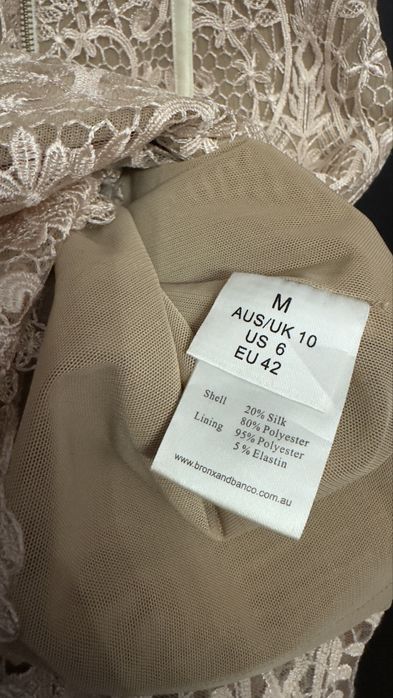 M
AUS/UK 10
US 6
EU 42
Shell 20% Silk
80% Polyester
Lining 95% Polyester
5% Elastin
www.bronxandbanco.com.au